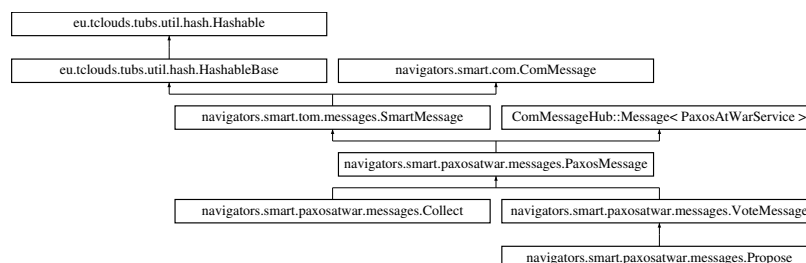 eu.tclouds.tubs.util.hash.Hashable
eu.tclouds.tubs.util.hash.HashableBase
navigators.smart.com.ComMessage
navigators.smart.tom.messages.SmartMessage
ComMessageHub::Message< PaxosAtWarService >
navigators.smart.paxosatwar.messages.PaxosMessage
navigators.smart.paxosatwar.messages.Collect
navigators.smart.paxosatwar.messages.VoteMessage
navigators.smart.paxosatwar.messages.Propose